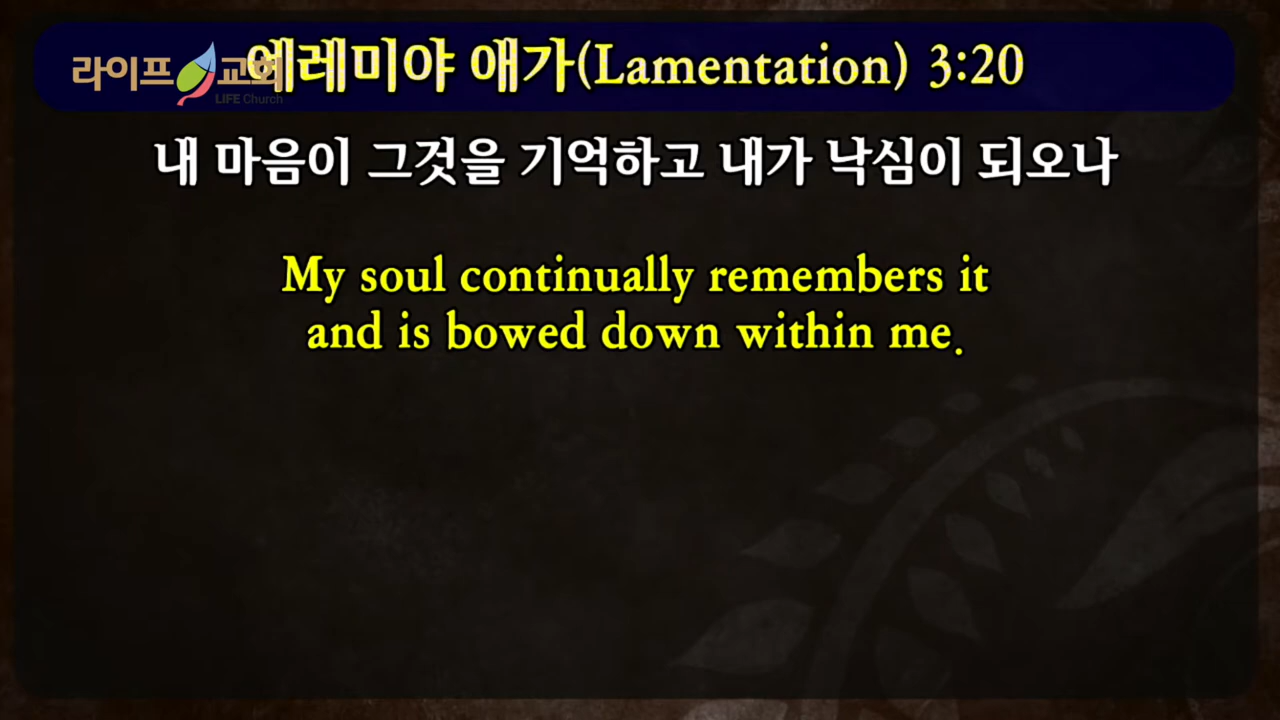 라이프교회
LIFE Church
예레미야 애가(Lamentation) 3:20
내 마음이 그것을 기억하고 내가 낙심이 되오나
My soul continually remembers it
and is bowed down within me.